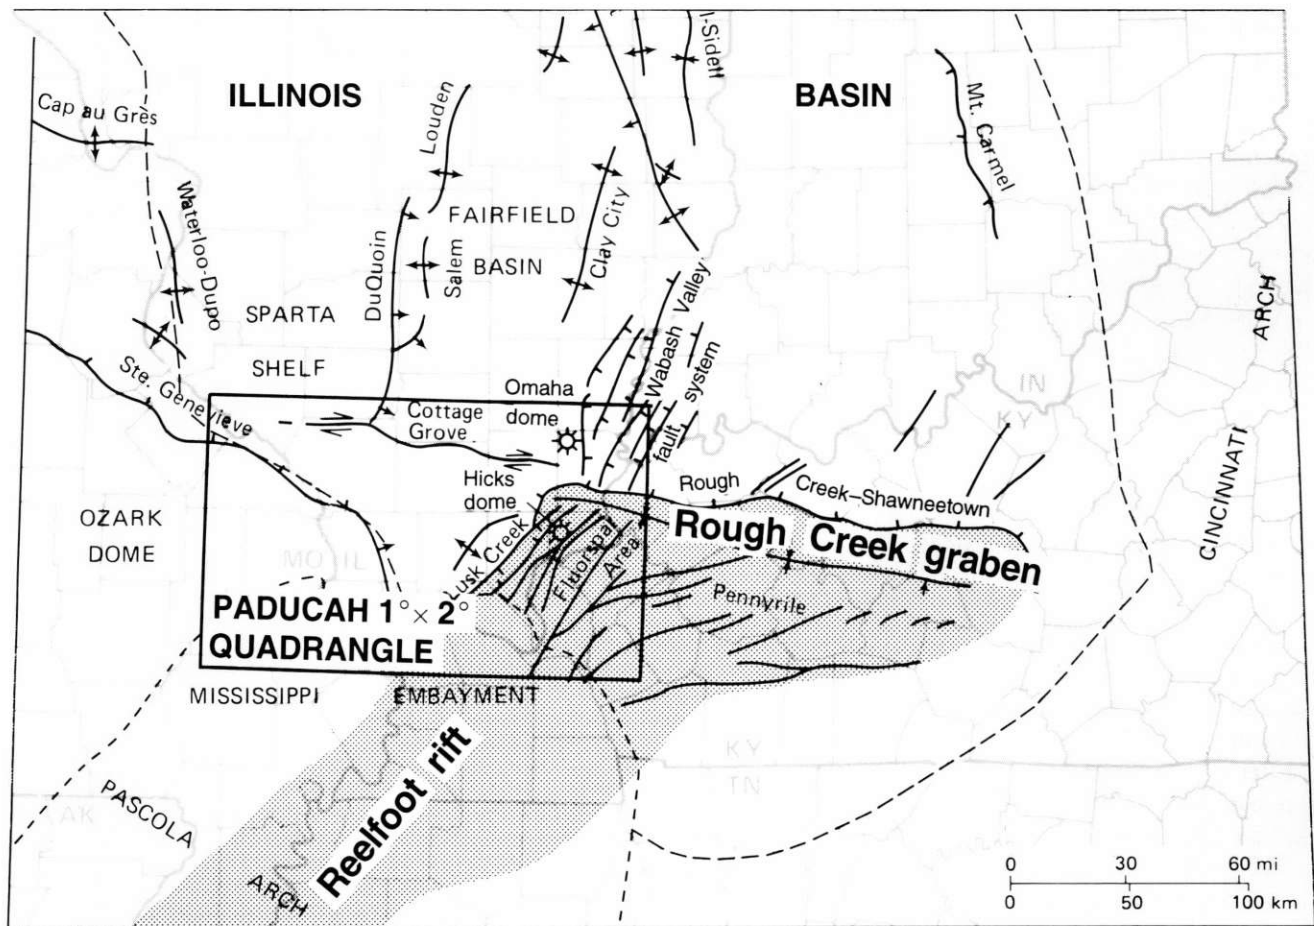 l-Sidell
ILLINOIS
BASIN
Cap au Grès
Louden
Mt. Carmel
Waterloo-Dupo
FAIRFIELD
BASIN
Clay City
DuQuoin
Salem
SPARTA
SHELF
Wabash Valley
fault system
ARCH
CINCINNATI
Ste. Genevieve
Omaha
dome
Cottage
Grove
IN
KY
Hicks
dome
Rough
Creek–Shawneetown
OZARK
DOME
MO
IL
Lusk Creek
Fluorspar
Area
Rough Creek graben
Pennyrile
PADUCAH 1° × 2°
QUADRANGLE
MISSISSIPPI
EMBAYMENT
Reelfoot rift
KY
TN
PASCOLA
ARCH
AK
0 30 60 mi
0 50 100 km